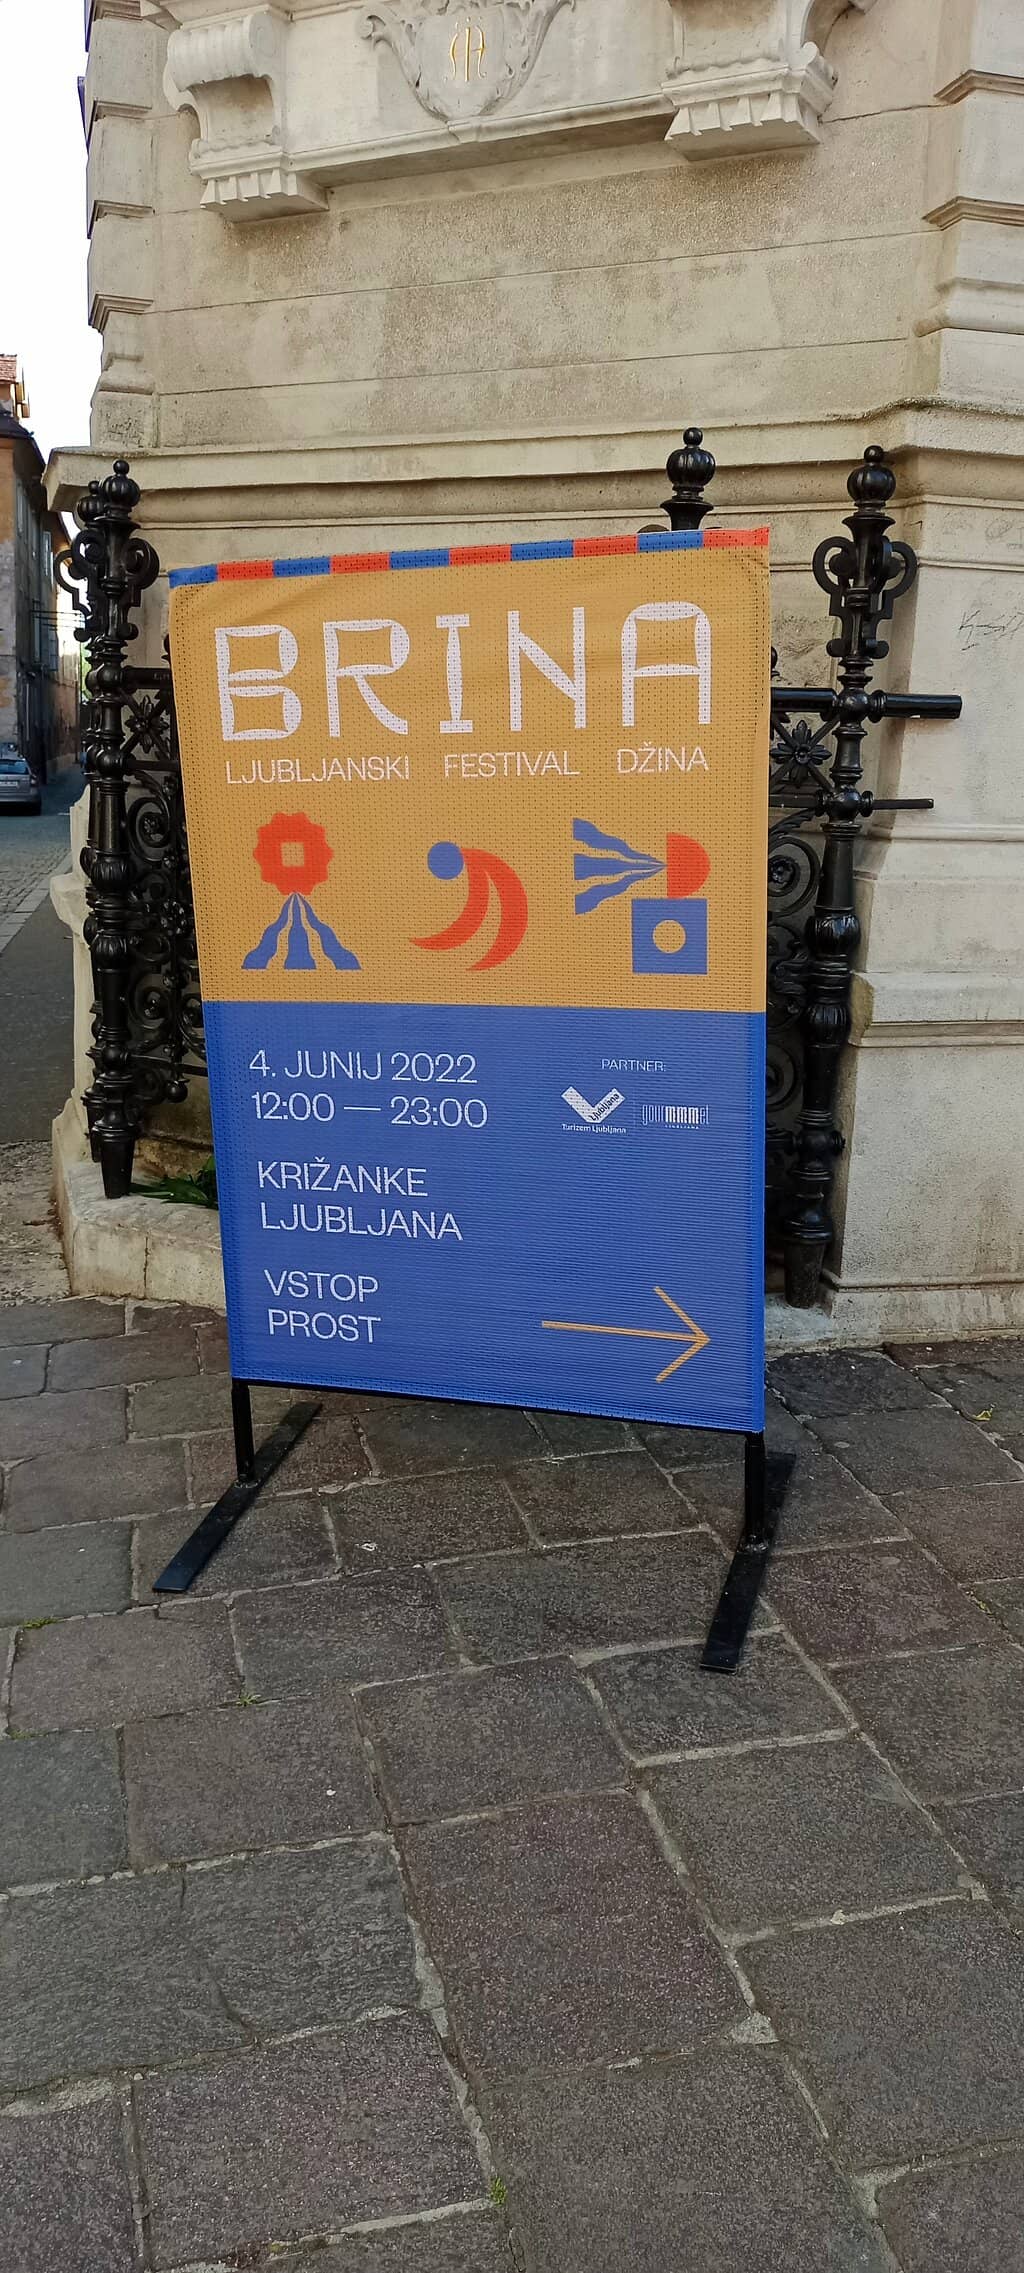 BRINA
LJUBLJANSKI FESTIVAL DŽINA
4. JUNIJ 2022
12:00 — 23:00
KRIŽANKE
LJUBLJANA
VSTOP
PROST
PARTNER:
Ljubljana
Turizem Ljubljana
gourmmmet
LJUBLJANA